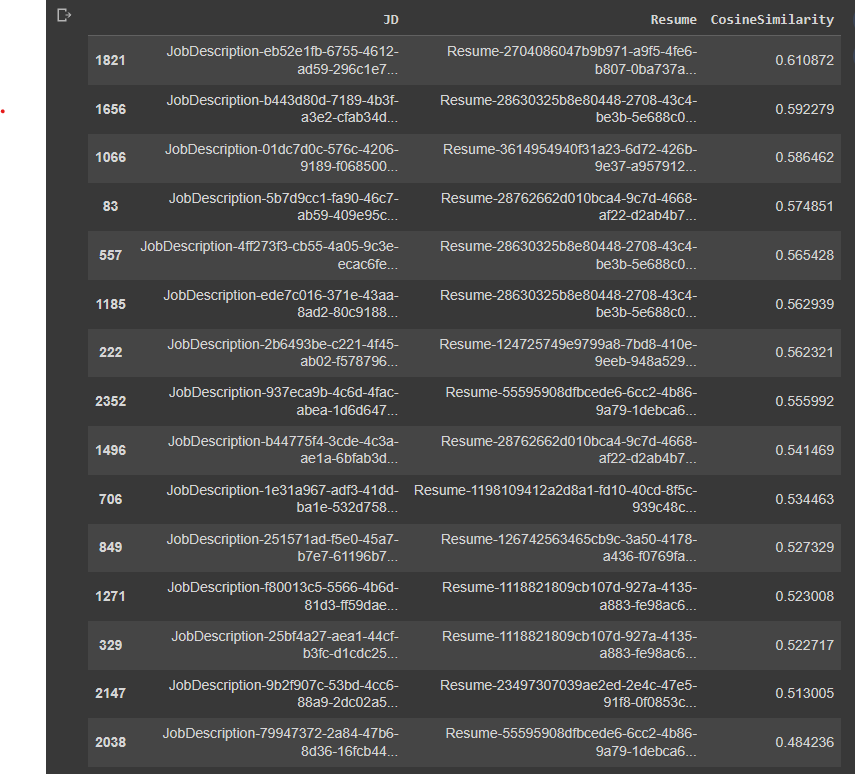 JD Resume CosineSimilarity
1821 JobDescription-eb52e1fb-6755-4612- Resume-2704086047b9b971-a9f5-4fe6- 0.610872
ad59-296c1e7... b807-0ba737a...
1656 JobDescription-b443d80d-7189-4b3f- Resume-28630325b8e80448-2708-43c4- 0.592279
a3e2-cfab34d... be3b-5e688c0...
1066 JobDescription-01dc7d0c-576c-4206- Resume-3614954940f31a23-6d72-426b- 0.586462
9189-f068500... 9e37-a957912...
83 JobDescription-5b7d9cc1-fa90-46c7- Resume-28762662d010bca4-9c7d-4668- 0.574851
ab59-409e95c... af22-d2ab4b7...
557 JobDescription-4ff273f3-cb55-4a05-9c3e- Resume-28630325b8e80448-2708-43c4- 0.565428
ecac6fe... be3b-5e688c0...
1185 JobDescription-ede7c016-371e-43aa- Resume-28630325b8e80448-2708-43c4- 0.562939
8ad2-80c9188... be3b-5e688c0...
222 JobDescription-2b6493be-c221-4f45- Resume-124725749e9799a8-7bd8-410e- 0.562321
ab02-f578796... 9eeb-948a529...
2352 JobDescription-937eca9b-4c6d-4fac- Resume-55595908dfbcede6-6cc2-4b86- 0.555992
abea-1d6d647... 9a79-1debca6...
1496 JobDescription-b44775f4-3cde-4c3a- Resume-28762662d010bca4-9c7d-4668- 0.541469
ae1a-6bfab3d... af22-d2ab4b7...
706 JobDescription-1e31a967-adf3-41dd- Resume-1198109412a2d8a1-fd10-40cd-8f5c- 0.534463
ba1e-532d758... 939c48c...
849 JobDescription-251571ad-f5e0-45a7- Resume-126742563465cb9c-3a50-4178- 0.527329
b7e7-61196b7... a436-f0769fa...
1271 JobDescription-f80013c5-5566-4b6d- Resume-1118821809cb107d-927a-4135- 0.523008
81d3-ff59dae... a883-fe98ac6...
329 JobDescription-25bf4a27-aea1-44cf- Resume-1118821809cb107d-927a-4135- 0.522717
b3fc-d1cdc25... a883-fe98ac6...
2147 JobDescription-9b2f907c-53bd-4cc6- Resume-23497307039ae2ed-2e4c-47e5- 0.513005
88a9-2dc02a5... 91f8-0f0853c...
2038 JobDescription-79947372-2a84-47b6- Resume-55595908dfbcede6-6cc2-4b86- 0.484236
8d36-16fcb44... 9a79-1debca6...